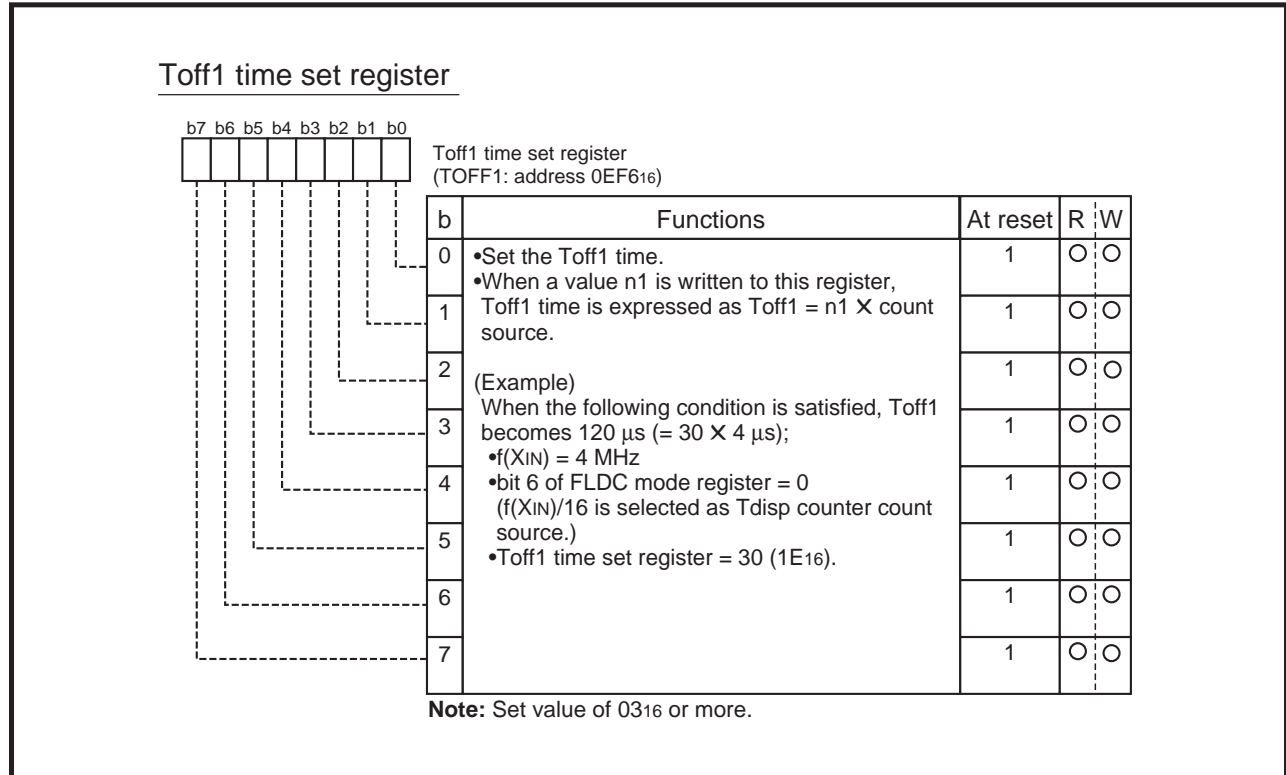 Toff1 time set register
b7 b6 b5 b4 b3 b2 b1 b0
Toff1 time set register
(TOFF1: address 0EF616)
b Functions At reset R W
0 •Set the Toff1 time. 1 O O
•When a value n1 is written to this register,
1 Toff1 time is expressed as Toff1 = n1 X count 1 O O
source.
2 1 O O
(Example)
When the following condition is satisfied, Toff1
3 becomes 120 μs (= 30 X 4 μs); 1 O O
•f(XIN) = 4 MHz
4 •bit 6 of FLDC mode register = 0 1 O O
(f(XIN)/16 is selected as Tdisp counter count
5 source.) 1 O O
•Toff1 time set register = 30 (1E16).
6 1 O O
7 1 O O
Note: Set value of 0316 or more.